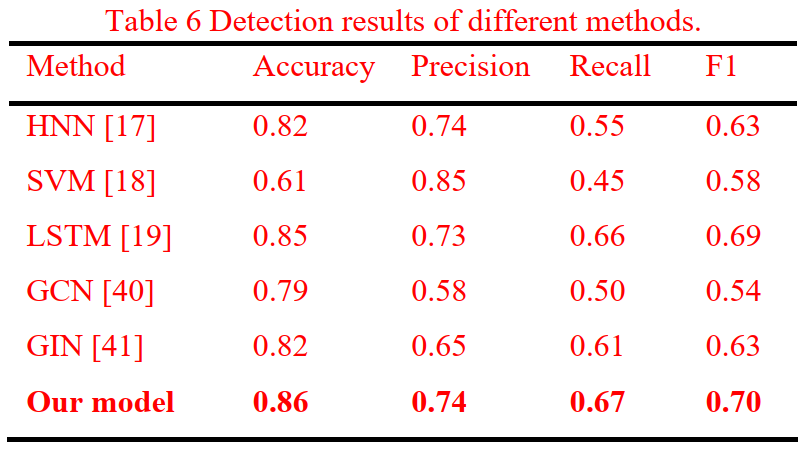 Table 6 Detection results of different methods.
Method Accuracy Precision Recall F1
HNN [17] 0.82 0.74 0.55 0.63
SVM [18] 0.61 0.85 0.45 0.58
LSTM [19] 0.85 0.73 0.66 0.69
GCN [40] 0.79 0.58 0.50 0.54
GIN [41] 0.82 0.65 0.61 0.63
Our model 0.86 0.74 0.67 0.70